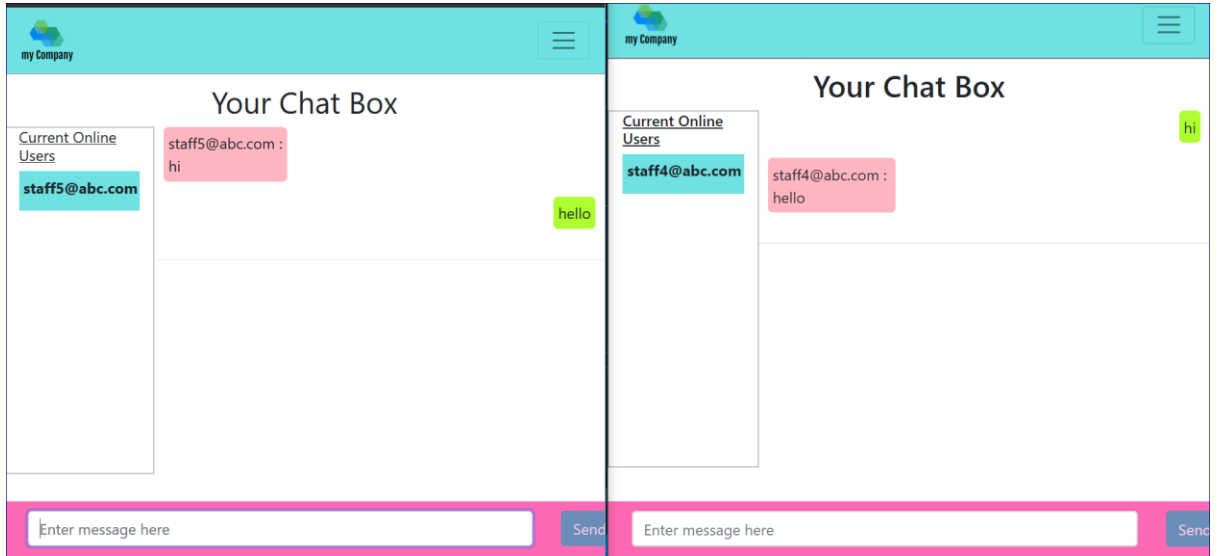 my Company
Your Chat Box
Current Online
Users
staff5@abc.com
staff5@abc.com :
hi
hello
Enter message here
Send
my Company
Your Chat Box
Current Online
Users
staff4@abc.com
hi
staff4@abc.com :
hello
Enter message here
Send